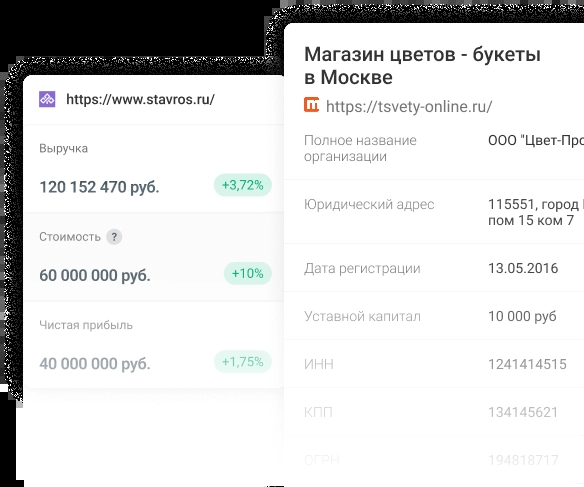 https://www.stavros.ru/
Выручка
120 152 470 руб.
+3,72%
Стоимость ?
60 000 000 руб.
+10%
Чистая прибыль
40 000 000 руб.
+1,75%
Магазин цветов - букеты
в Москве
https://tsvety-online.ru/
Полное название
организации
ООО "Цвет-Про
Юридический адрес
115551, город
пом 15 ком 7
Дата регистрации
13.05.2016
Уставной капитал
10 000 руб
ИНН
1241414515
КПП
134145621
ОГРН
194818717